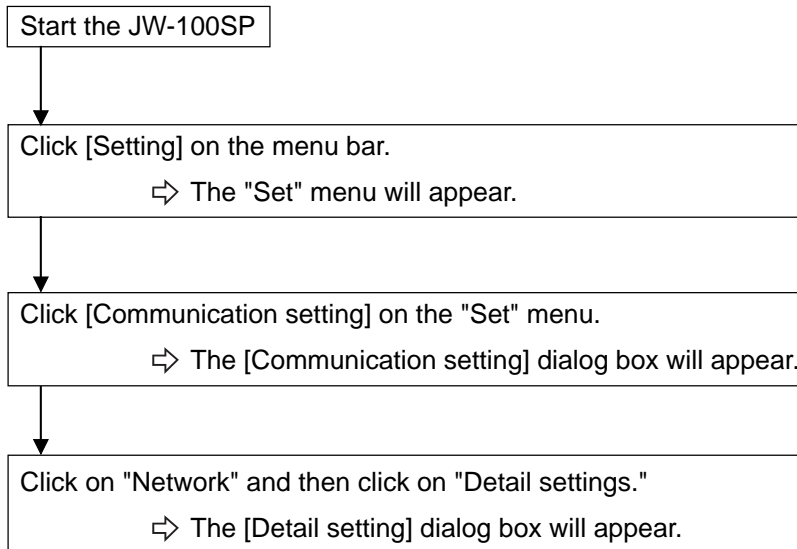 Start the JW-100SP
Click [Setting] on the menu bar.
⇨ The "Set" menu will appear.
Click [Communication setting] on the "Set" menu.
⇨ The [Communication setting] dialog box will appear.
Click on "Network" and then click on "Detail settings."
⇨ The [Detail setting] dialog box will appear.